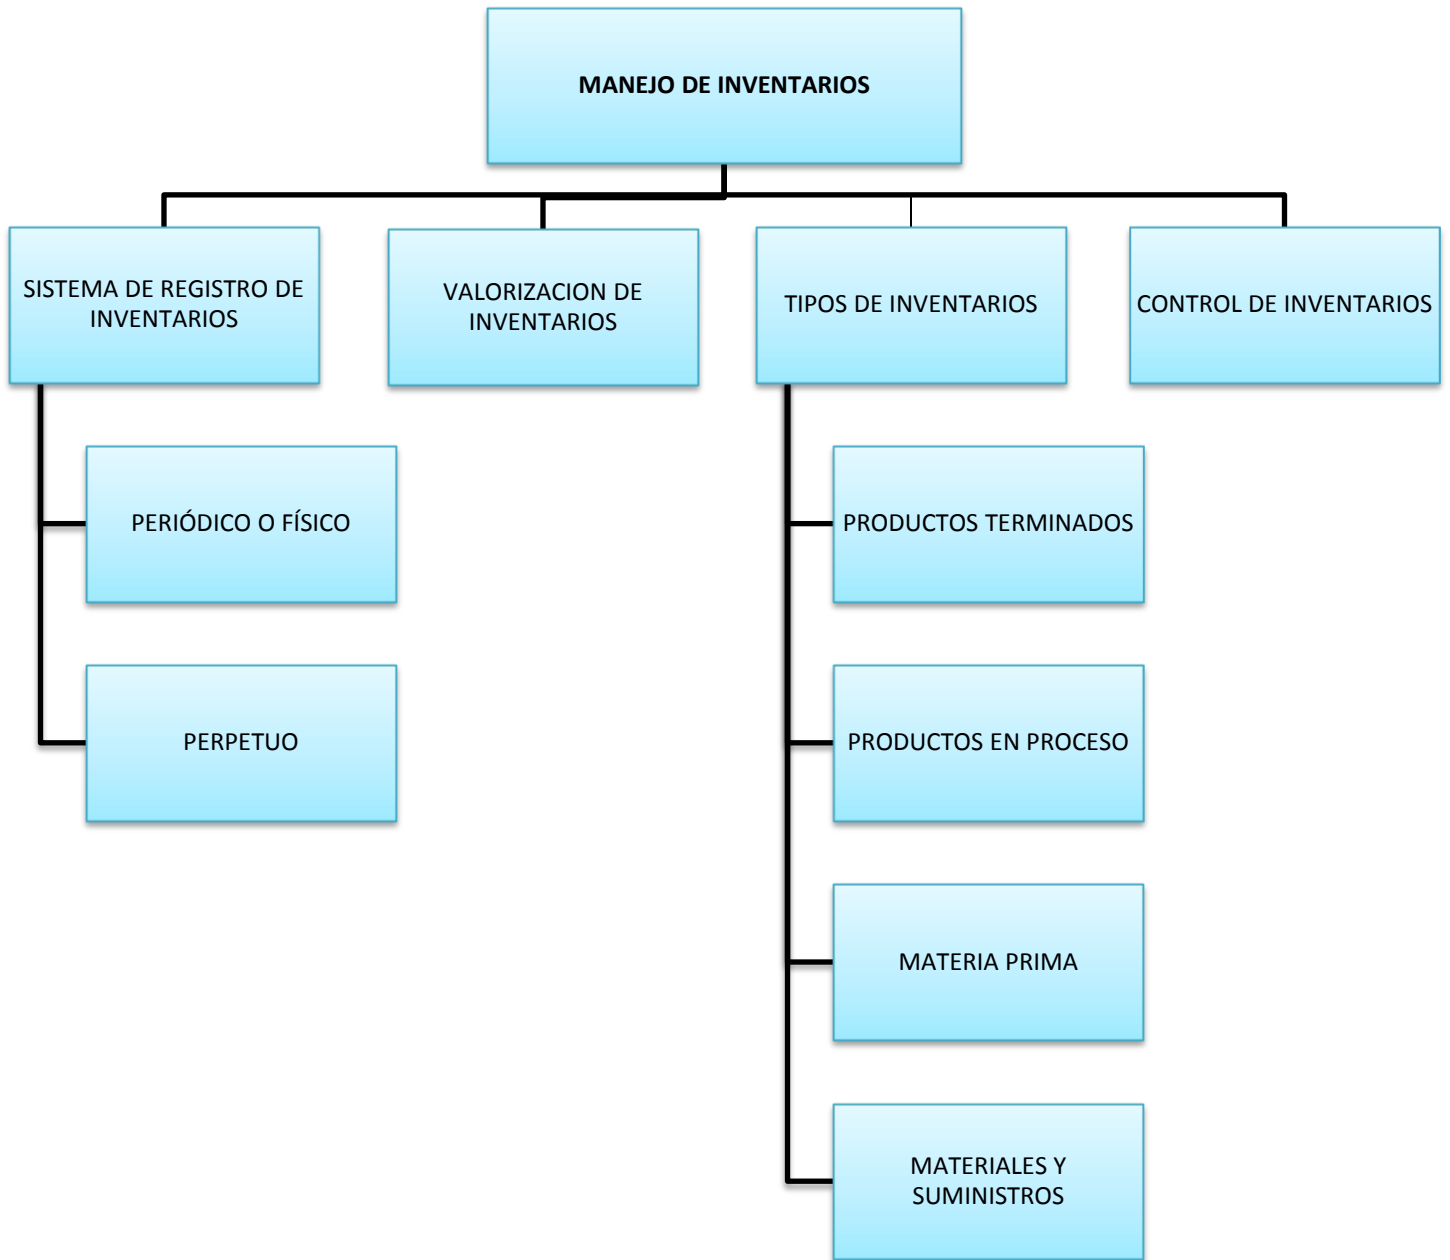 MANEJO DE INVENTARIOS
SISTEMA DE REGISTRO DE
INVENTARIOS
VALORIZACION DE
INVENTARIOS
TIPOS DE INVENTARIOS
CONTROL DE INVENTARIOS
PERIÓDICO O FÍSICO
PERPETUO
PRODUCTOS TERMINADOS
PRODUCTOS EN PROCESO
MATERIA PRIMA
MATERIALES Y
SUMINISTROS